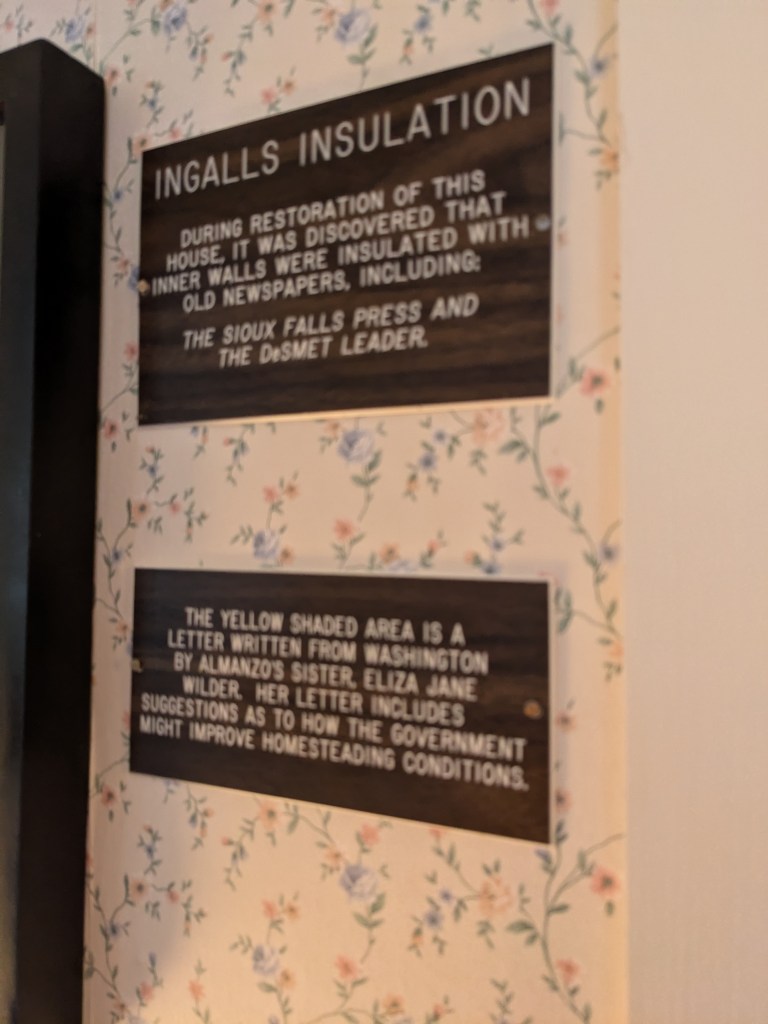 INGALLS INSULATION
DURING RESTORATION OF THIS
HOUSE, IT WAS DISCOVERED THAT
INNER WALLS WERE INSULATED WITH
OLD NEWSPAPERS, INCLUDING:
THE SIOUX FALLS PRESS AND
THE DeSMET LEADER.
THE YELLOW SHADED AREA IS A
LETTER WRITTEN FROM WASHINGTON
BY ALMANZO'S SISTER, ELIZA JANE
WILDER. HER LETTER INCLUDES
SUGGESTIONS AS TO HOW THE GOVERNMENT
MIGHT IMPROVE HOMESTEADING CONDITIONS.